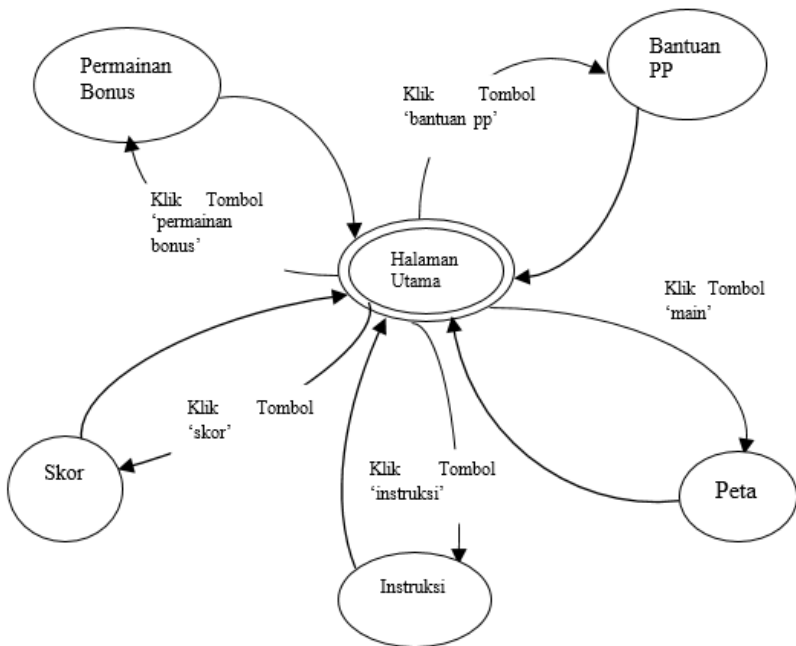 Permainan
Bonus
Bantuan
PP
Klik Tombol
‘bantuan pp’
Klik Tombol
‘permainan
bonus’
Halaman
Utama
Klik Tombol
‘main’
Klik Tombol
‘skor’
Skor
Klik Tombol
‘instruksi’
Peta
Instruksi